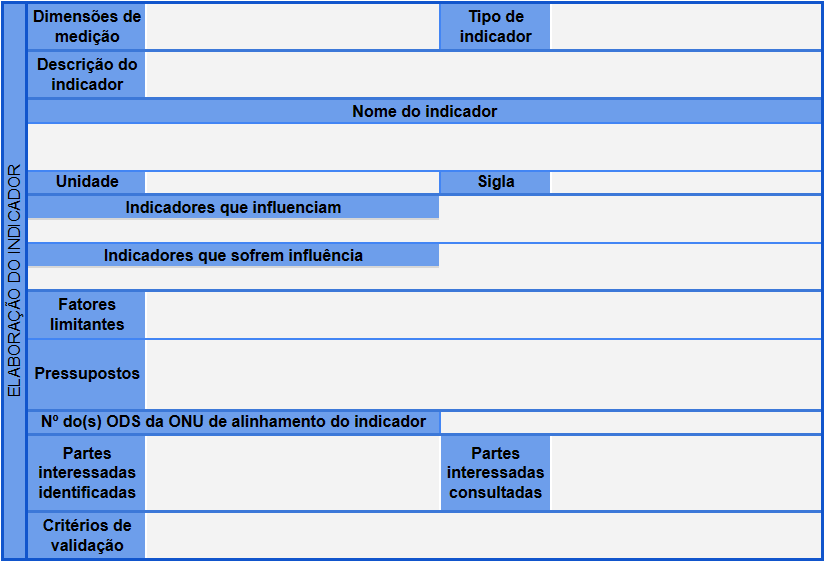 ELABORAÇÃO DO INDICADOR
Dimensões de
medição
Tipo de
indicador
Descrição do
indicador
Nome do indicador
Unidade
Sigla
Indicadores que influenciam
Indicadores que sofrem influência
Fatores
limitantes
Pressupostos
Nº do(s) ODS da ONU de alinhamento do indicador
Partes
interessadas
identificadas
Partes
interessadas
consultadas
Critérios de
validação